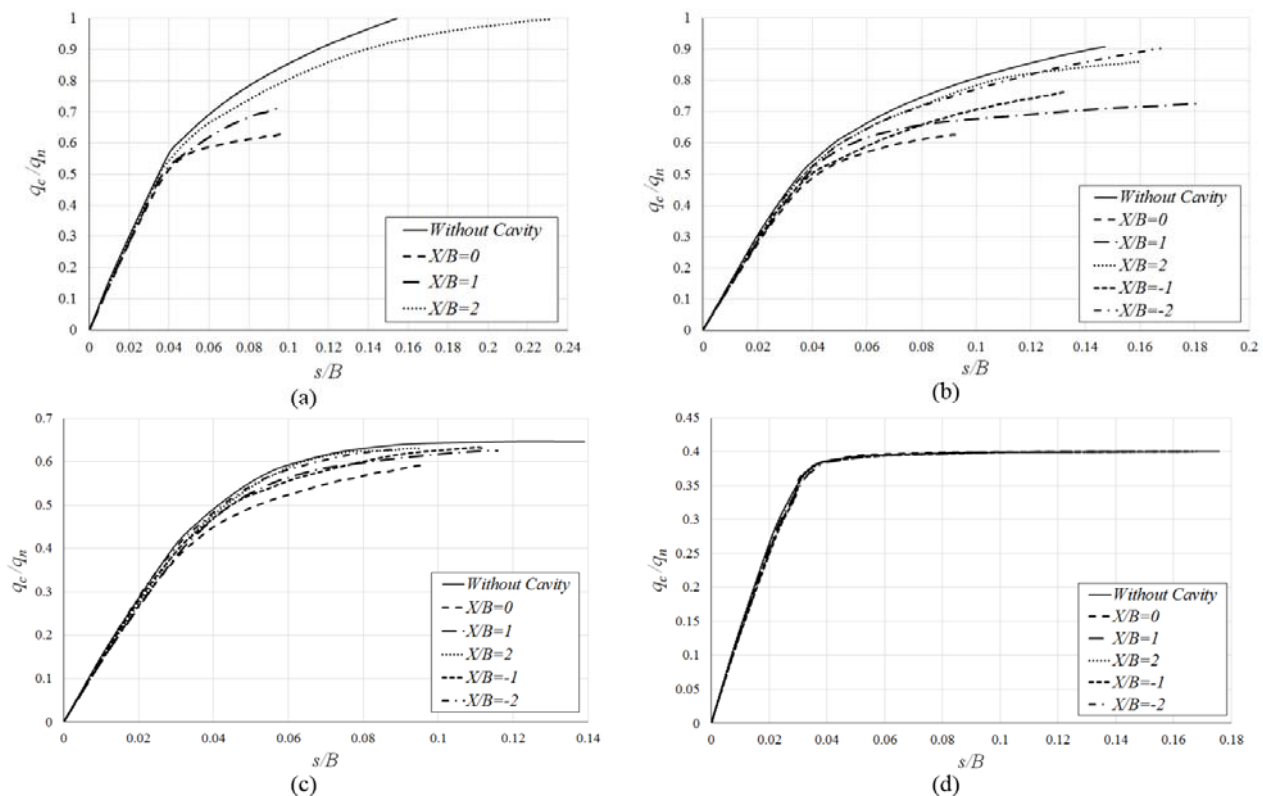 1
0.9
0.8
0.7
0.6
0.5
0.4
0.3
0.2
0.1
0
qc/qn
0 0.02 0.04 0.06 0.08 0.1 0.12 0.14 0.16 0.18 0.2 0.22 0.24
s/B
Without Cavity
X/B=0
X/B=1
X/B=2
(a)
1
0.9
0.8
0.7
0.6
0.5
0.4
0.3
0.2
0.1
0
qc/qn
0 0.02 0.04 0.06 0.08 0.1 0.12 0.14 0.16 0.18 0.2
s/B
Without Cavity
X/B=0
X/B=1
X/B=2
X/B=-1
X/B=-2
(b)
0.7
0.6
0.5
0.4
0.3
0.2
0.1
0
qc/qn
0 0.02 0.04 0.06 0.08 0.1 0.12 0.14
s/B
Without Cavity
X/B=0
X/B=1
X/B=2
X/B=-1
X/B=-2
(c)
0.45
0.4
0.35
0.3
0.25
0.2
0.15
0.1
0.05
0
qc/qn
0 0.02 0.04 0.06 0.08 0.1 0.12 0.14 0.16 0.18
s/B
Without Cavity
X/B=0
X/B=1
X/B=2
X/B=-1
X/B=-2
(d)